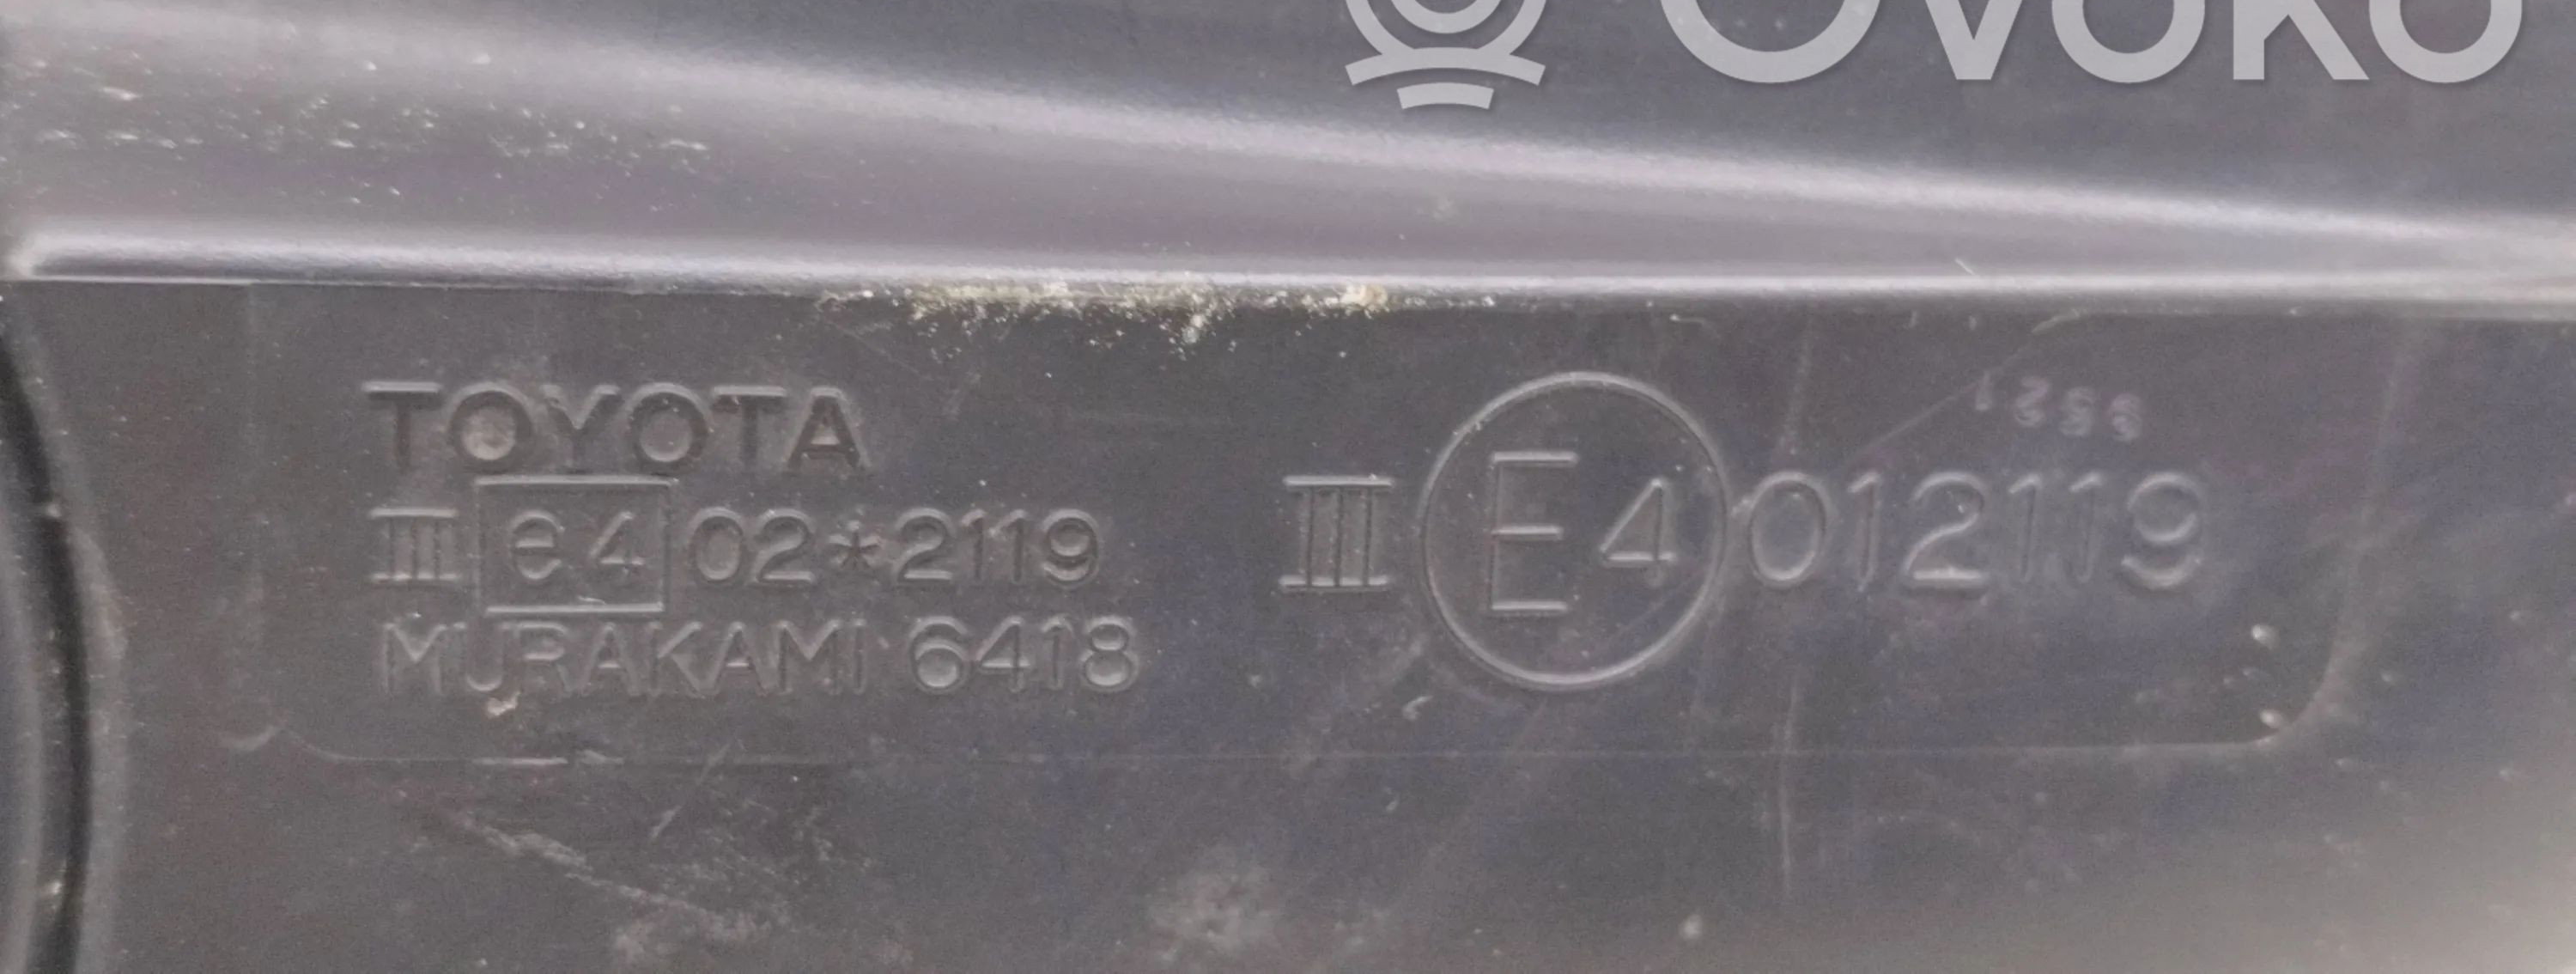 OVOKO
TOYOTA
III e4 02*2119
MURAKAMI 6418
III E4 012119